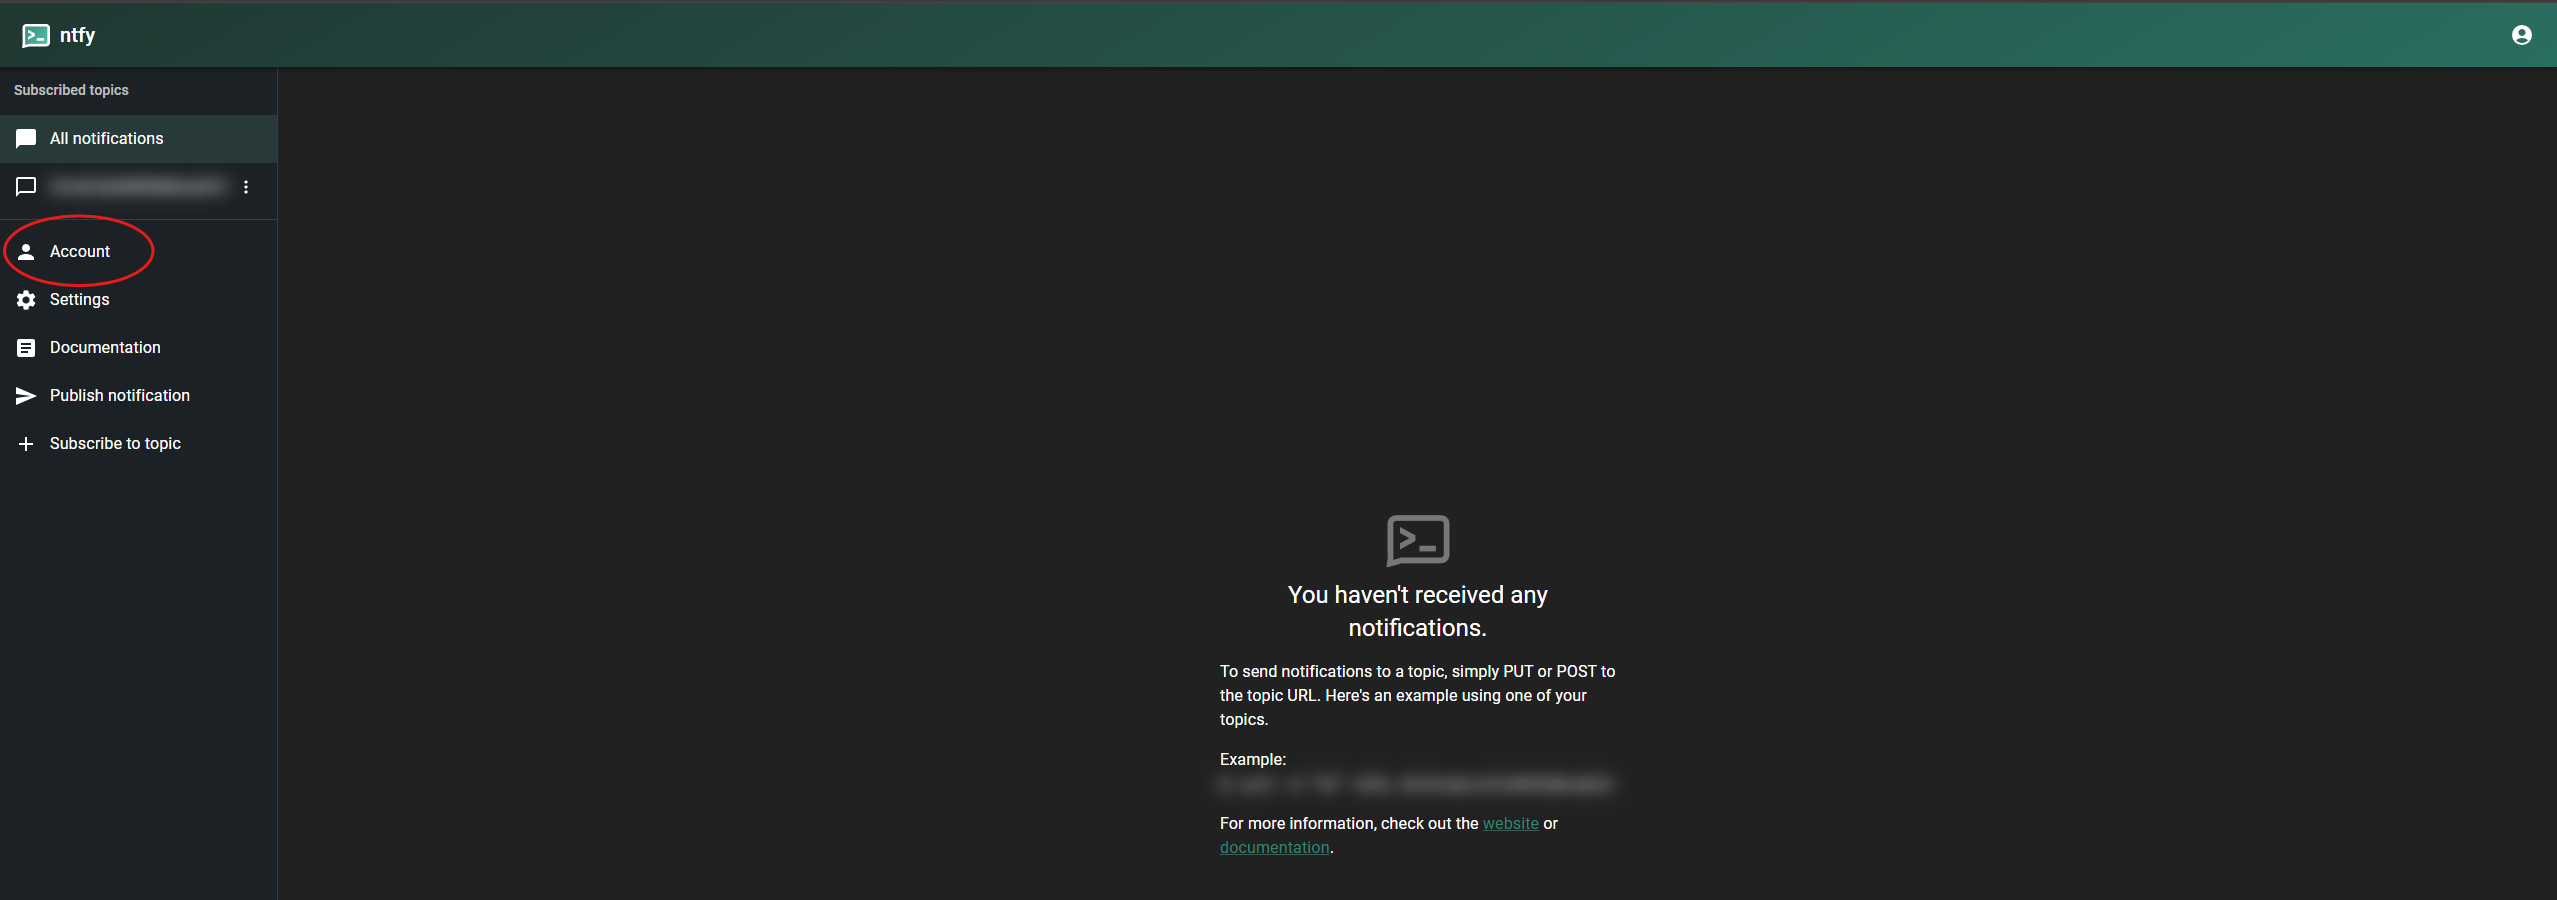 ntfy
Subscribed topics
All notifications
Account
Settings
Documentation
Publish notification
Subscribe to topic
You haven't received any
notifications.
To send notifications to a topic, simply PUT or POST to
the topic URL. Here's an example using one of your
topics.
Example:
For more information, check out the website or
documentation.